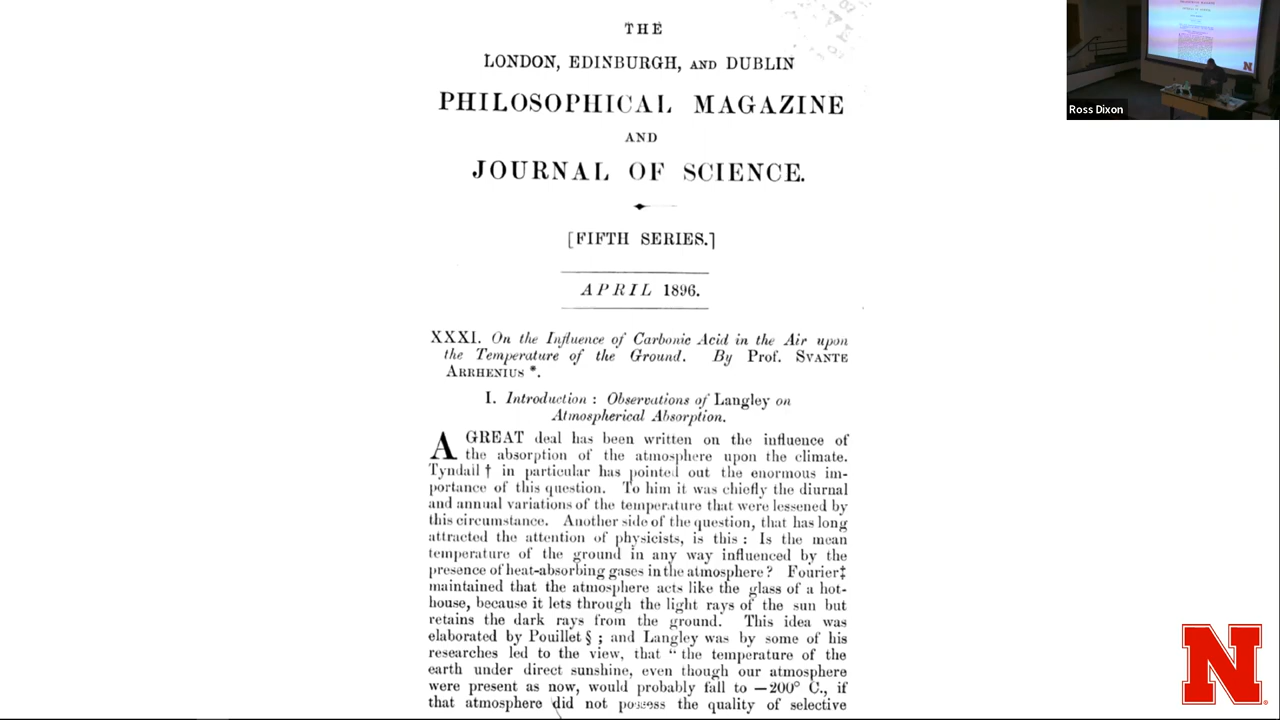 THE
LONDON, EDINBURGH, AND DUBLIN
PHILOSOPHICAL MAGAZINE
AND
JOURNAL OF SCIENCE.
[FIFTH SERIES.]
APRIL 1896.
XXXI. On the Influence of Carbonic Acid in the Air upon
the Temperature of the Ground. By Prof. SVANTE
ARRHENIUS *.
I. Introduction : Observations of Langley on
Atmospherical Absorption.
A GREAT deal has been written on the influence of
the absorption of the atmosphere upon the climate.
Tyndall † in particular has pointed out the enormous im-
portance of this question. To him it was chiefly the diurnal
and annual variations of the temperature that were lessened by
this circumstance. Another side of the question, that has long
attracted the attention of physicists, is this : Is the mean
temperature of the ground in any way influenced by the
presence of heat-absorbing gases in the atmosphere? Fourier‡
maintained that the atmosphere acts like the glass of a hot-
house, because it lets through the light rays of the sun but
retains the dark rays from the ground. This idea was
elaborated by Pouillet § ; and Langley was by some of his
researches led to the view, that “ the temperature of the
earth under direct sunshine, even though our atmosphere
were present as now, would probably fall to —200° C., if
that atmosphere did not possess the quality of selective
Ross Dixon
N